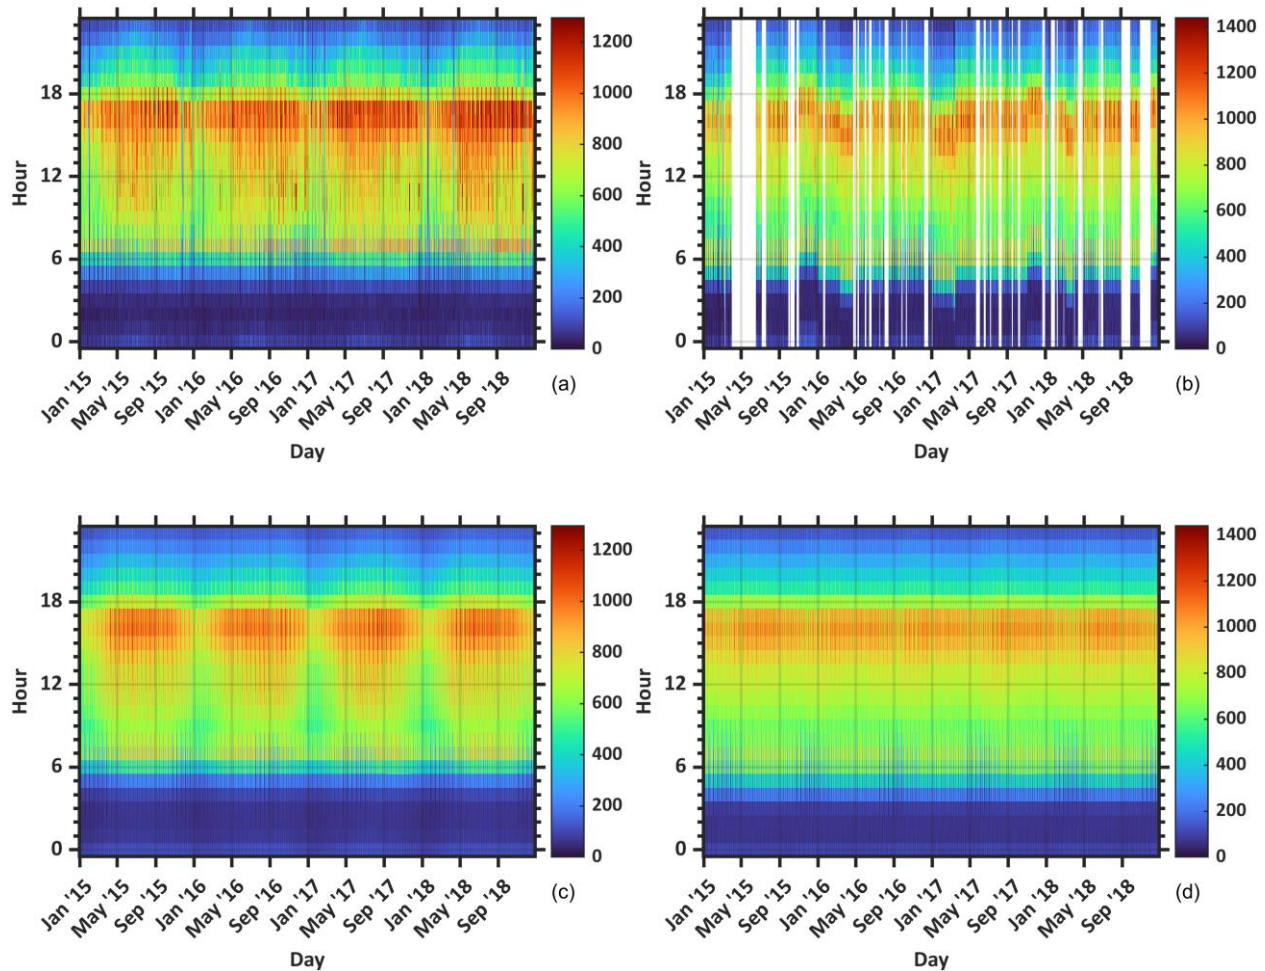 1200
1000
800
600
400
200
0
Hour
18
12
6
0
Jan '15
May '15
Sep '15
Jan '16
May '16
Sep '16
Jan '17
May '17
Sep '17
Jan '18
May '18
Sep '18
Day
(a)
1400
1200
1000
800
600
400
200
0
Hour
18
12
6
0
Jan '15
May '15
Sep '15
Jan '16
May '16
Sep '16
Jan '17
May '17
Sep '17
Jan '18
May '18
Sep '18
Day
(b)
1200
1000
800
600
400
200
0
Hour
18
12
6
0
Jan '15
May '15
Sep '15
Jan '16
May '16
Sep '16
Jan '17
May '17
Sep '17
Jan '18
May '18
Sep '18
Day
(c)
1400
1200
1000
800
600
400
200
0
Hour
18
12
6
0
Jan '15
May '15
Sep '15
Jan '16
May '16
Sep '16
Jan '17
May '17
Sep '17
Jan '18
May '18
Sep '18
Day
(d)